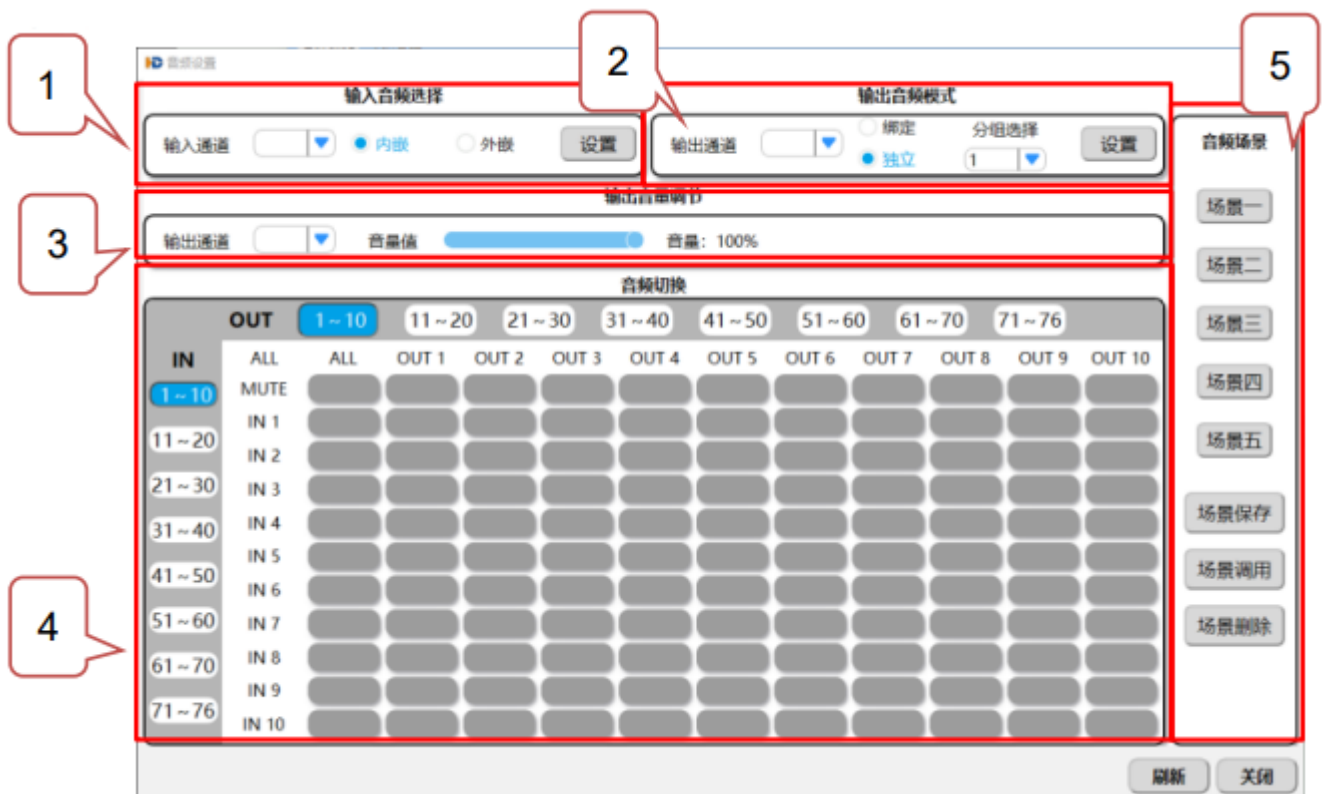 1
2
5
音频设置
输入音频选择
输出音频模式
输入通道 内嵌 外嵌 设置
输出通道 绑定 独立 分组选择 1 设置
音频场景
3
输出音量调节
输出通道 音量值 音量：100%
场景一
场景二
场景三
场景四
场景五
场景保存
场景调用
场景删除
4
音频切换
OUT 1~10 11~20 21~30 31~40 41~50 51~60 61~70 71~76
IN ALL ALL OUT 1 OUT 2 OUT 3 OUT 4 OUT 5 OUT 6 OUT 7 OUT 8 OUT 9 OUT 10
1~10 MUTE
IN 1
11~20
IN 2
21~30 IN 3
31~40 IN 4
IN 5
41~50
IN 6
51~60 IN 7
61~70 IN 8
IN 9
71~76
IN 10
刷新 关闭